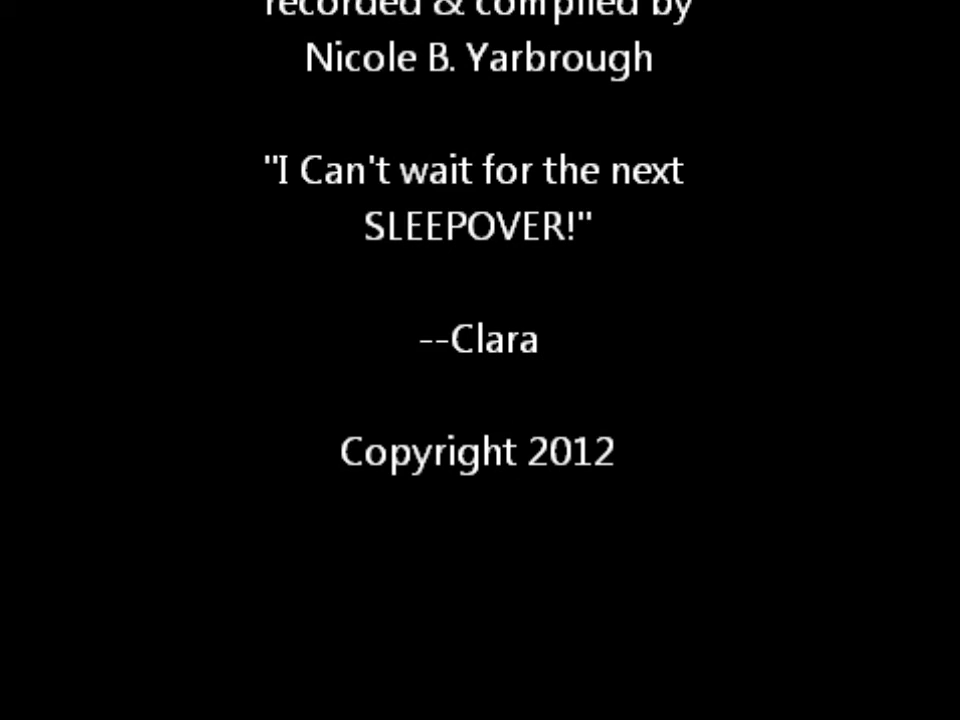 recorded & compiled by
Nicole B. Yarbrough
"I Can't wait for the next
SLEEPOVER!"
--Clara
Copyright 2012